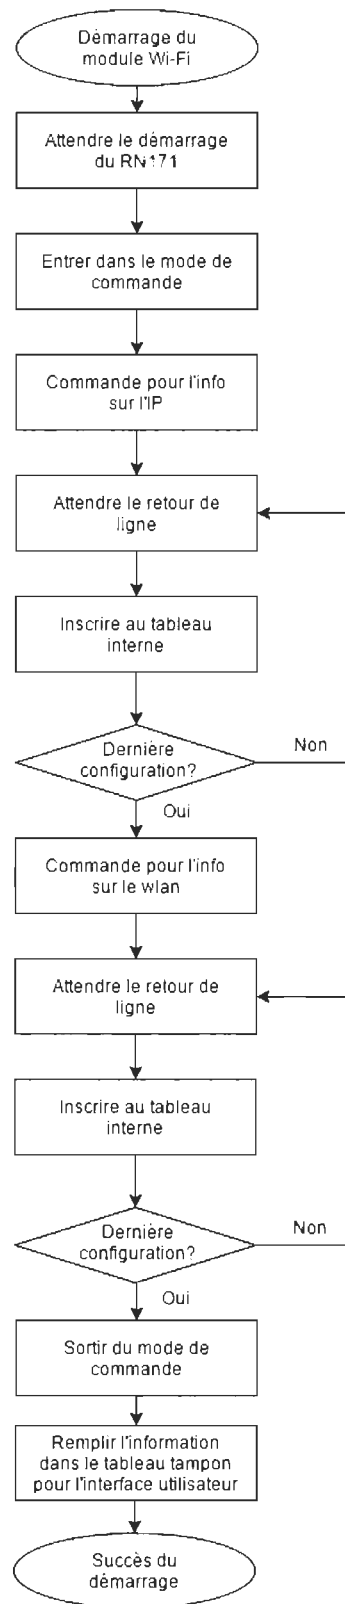 Démarrage du
module Wi-Fi
Attendre le démarrage
du RN171
Entrer dans le mode de
commande
Commande pour l'info
sur l'IP
Attendre le retour de
ligne
Inscrire au tableau
interne
Dernière
configuration?
Non
Oui
Commande pour l'info
sur le wlan
Attendre le retour de
ligne
Inscrire au tableau
interne
Dernière
configuration?
Non
Oui
Sortir du mode de
commande
Remplir l'information
dans le tableau tampon
pour l'interface utilisateur
Succès du
démarrage